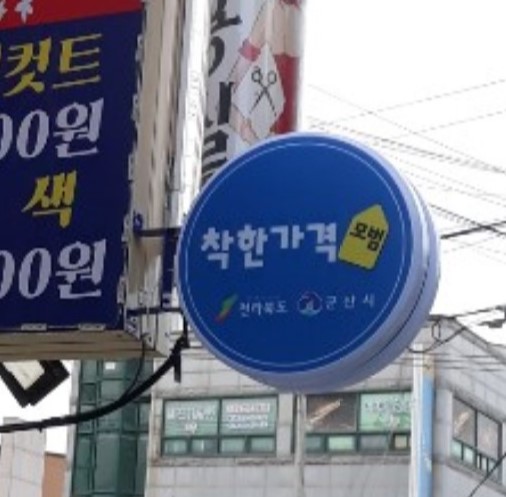 컷트
00원
색
00원
착한가격 모범
전라북도 군산시